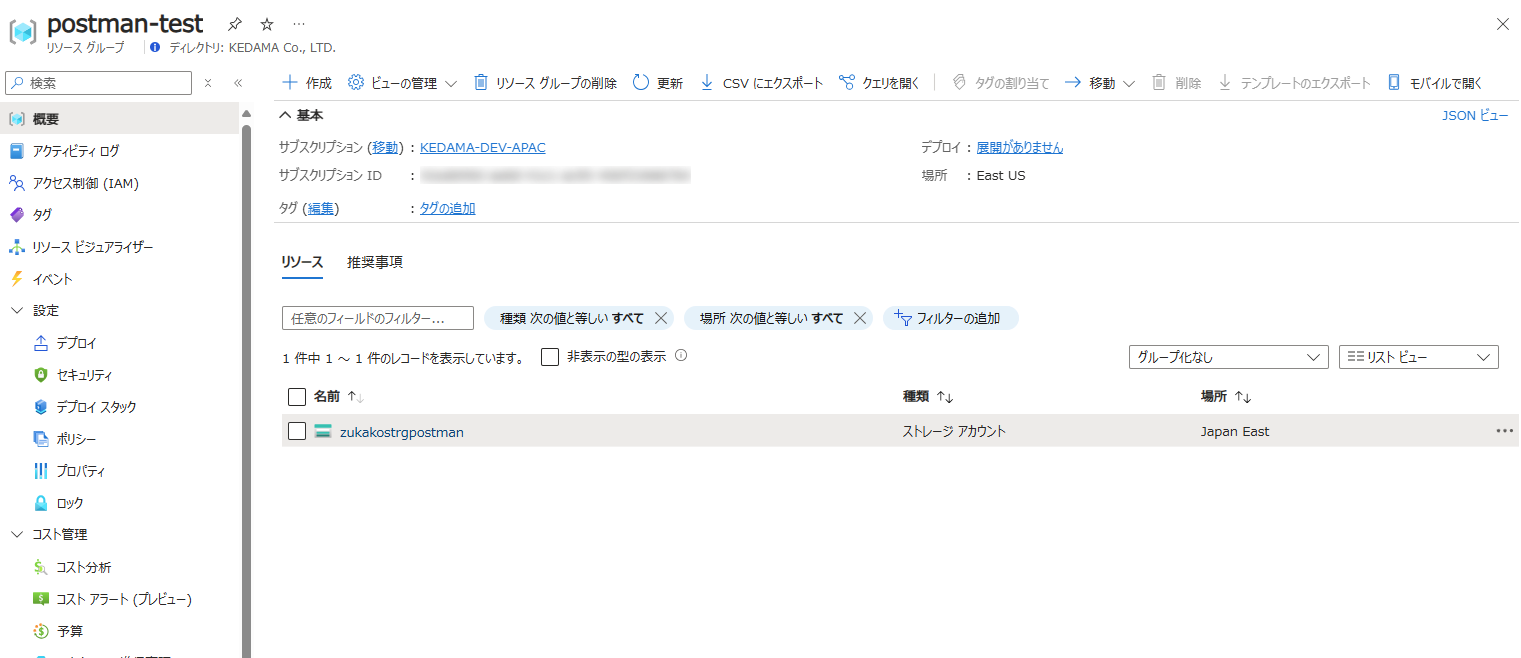 postman-test
リソース グループ
ディレクトリ: KEDAMA Co., LTD.
検索
作成
ビューの管理
リソース グループの削除
更新
CSV にエクスポート
クエリを開く
タグの割り当て
移動
削除
テンプレートのエクスポート
モバイルで開く
概要
アクティビティ ログ
アクセス制御 (IAM)
タグ
リソース ビジュアライザー
イベント
設定
デプロイ
セキュリティ
デプロイ スタック
ポリシー
プロパティ
ロック
コスト管理
コスト分析
コスト アラート (プレビュー)
予算
基本
JSON ビュー
サブスクリプション (移動) : KEDAMA-DEV-APAC
デプロイ : 展開がありません
サブスクリプション ID :
場所 : East US
タグ (編集) : タグの追加
リソース
推奨事項
任意のフィールドのフィルター...
種類 次の値と等しい すべて
場所 次の値と等しい すべて
フィルターの追加
1 件中 1 ～ 1 件のレコードを表示しています。
非表示の型の表示
グループ化なし
リスト ビュー
名前 ↑↓
種類 ↑↓
場所 ↑↓
zukakostrgpostman
ストレージ アカウント
Japan East